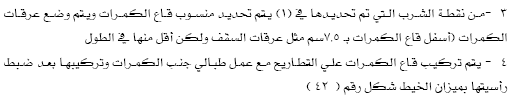 ٣ -من نقطة الشرب التي تم تحديدها في (١) يتم تحديد منسوب قاع الكمرات ويتم وضع عرقات
الكمرات (أسفل قاع الكمرات بـ ٧.٥سم مثل عرقات السقف ولكن أقل منها في الطول
٤ - يتم تركيب قاع الكمرات علي التطاريح مع عمل طبالي جنب الكمرات وتركيبها بعد ضبط
رأسيتها بميزان الخيط شكل رقم ( ٤٢ )